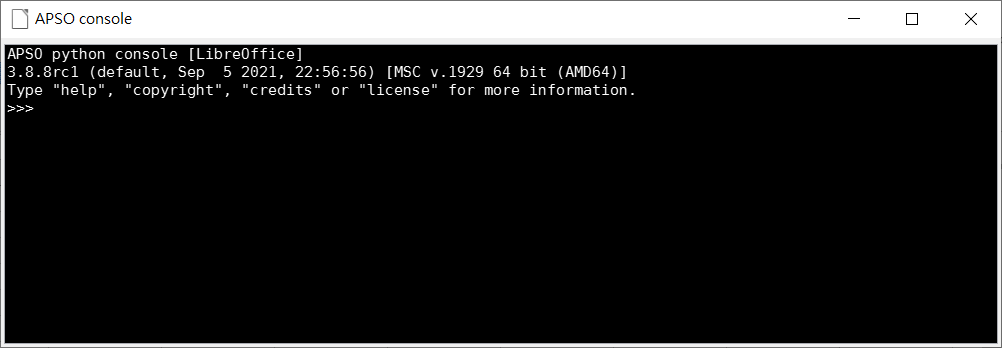 APSO console
APSO python console [LibreOffice]
3.8.8rc1 (default, Sep  5 2021, 22:56:56) [MSC v.1929 64 bit (AMD64)]
Type "help", "copyright", "credits" or "license" for more information.
>>>